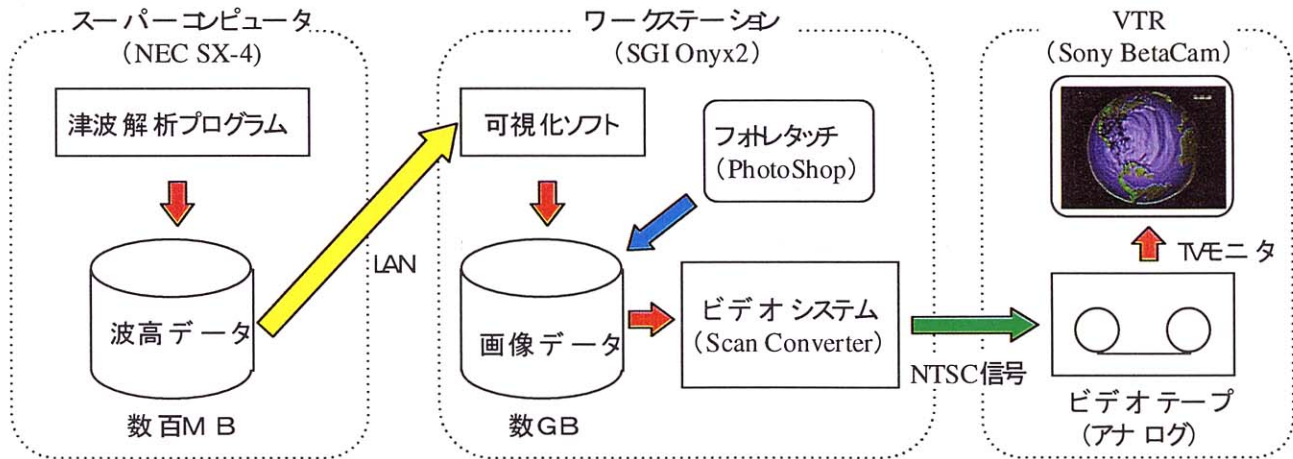 スーパーコンピュータ
(NEC SX-4)
津波解析プログラム
波高データ
数百MB
LAN
ワークステーション
(SGI Onyx2)
可視化ソフト
フォトレタッチ
(PhotoShop)
画像データ
数GB
ビデオシステム
(Scan Converter)
NTSC信号
VTR
(Sony BetaCam)
TVモニタ
ビデオテープ
(アナログ)